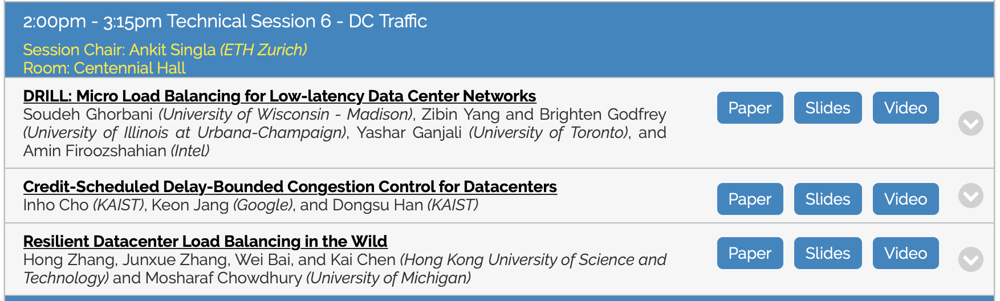 2:00pm - 3:15pm Technical Session 6 - DC Traffic
Session Chair: Ankit Singla (ETH Zurich)
Room: Centennial Hall
DRILL: Micro Load Balancing for Low-latency Data Center Networks
Soudeh Ghorbani (University of Wisconsin - Madison), Zibin Yang and Brighten Godfrey
(University of Illinois at Urbana-Champaign), Yashar Ganjali (University of Toronto), and
Amin Firoozshahian (Intel)
Paper Slides Video
Credit-Scheduled Delay-Bounded Congestion Control for Datacenters
Inho Cho (KAIST), Keon Jang (Google), and Dongsu Han (KAIST)
Paper Slides Video
Resilient Datacenter Load Balancing in the Wild
Hong Zhang, Junxue Zhang, Wei Bai, and Kai Chen (Hong Kong University of Science and
Technology) and Mosharaf Chowdhury (University of Michigan)
Paper Slides Video